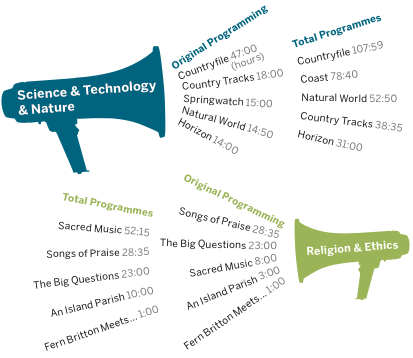 Science & Technology
& Nature
Original Programming
Countryfile 47:00
(hours)
Country Tracks 18:00
Springwatch 15:00
Natural World 14:50
Horizon 14:00
Total Programmes
Countryfile 107:59
Coast 78:40
Natural World 52:50
Country Tracks 38:35
Horizon 31:00
Total Programmes
Sacred Music 52:15
Songs of Praise 28:35
The Big Questions 23:00
An Island Parish 10:00
Fern Britton Meets... 1:00
Original Programming
Songs of Praise 28:35
The Big Questions 23:00
Sacred Music 8:00
An Island Parish 3:00
Fern Britton Meets... 1:00
Religion & Ethics